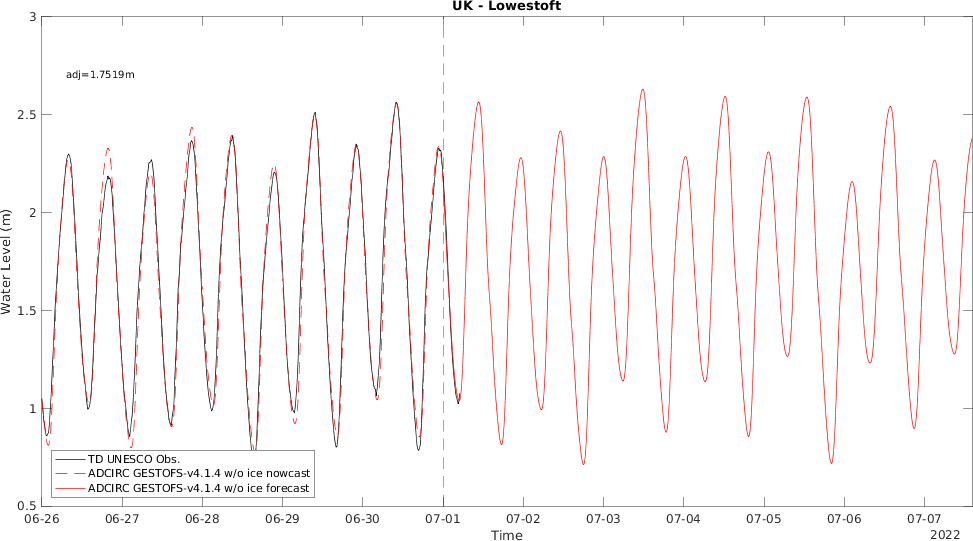 UK - Lowestoft
3
adj=1.7519m
2.5
2
Water Level (m)
1.5
1
TD UNESCO Obs.
ADCIRC GESTOFS-v4.1.4 w/o ice nowcast
ADCIRC GESTOFS-v4.1.4 w/o ice forecast
0.5
06-26 06-27 06-28 06-29 06-30 07-01 07-02 07-03 07-04 07-05 07-06 07-07
Time
2022